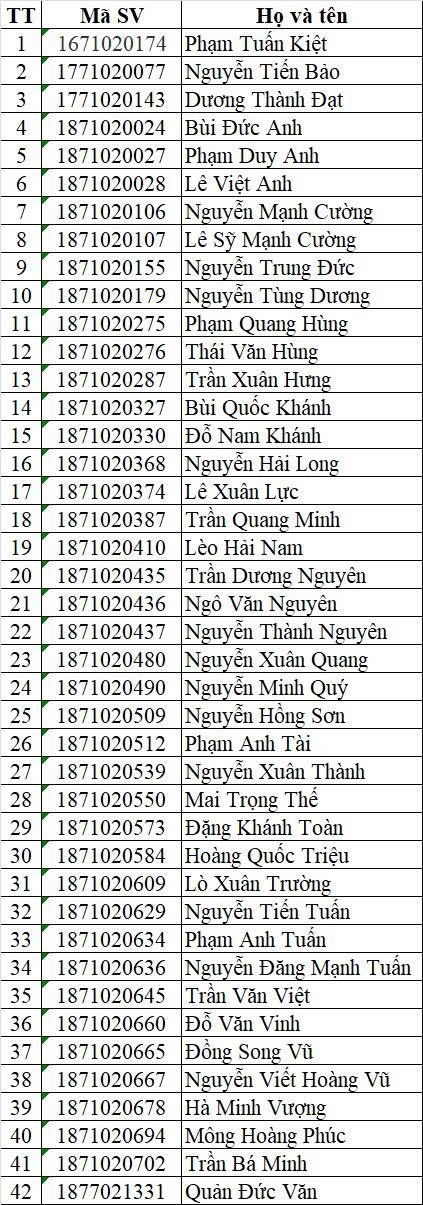 TT Mã SV Họ và tên
1 1671020174 Phạm Tuấn Kiệt
2 1771020077 Nguyễn Tiến Bảo
3 1771020143 Dương Thành Đạt
4 1871020024 Bùi Đức Anh
5 1871020027 Phạm Duy Anh
6 1871020028 Lê Việt Anh
7 1871020106 Nguyễn Mạnh Cường
8 1871020107 Lê Sỹ Mạnh Cường
9 1871020155 Nguyễn Trung Đức
10 1871020179 Nguyễn Tùng Dương
11 1871020275 Phạm Quang Hùng
12 1871020276 Thái Văn Hùng
13 1871020287 Trần Xuân Hưng
14 1871020327 Bùi Quốc Khánh
15 1871020330 Đỗ Nam Khánh
16 1871020368 Nguyễn Hải Long
17 1871020374 Lê Xuân Lực
18 1871020387 Trần Quang Minh
19 1871020410 Lèo Hải Nam
20 1871020435 Trần Dương Nguyên
21 1871020436 Ngô Văn Nguyên
22 1871020437 Nguyễn Thành Nguyên
23 1871020480 Nguyễn Xuân Quang
24 1871020490 Nguyễn Minh Quý
25 1871020509 Nguyễn Hồng Sơn
26 1871020512 Phạm Anh Tài
27 1871020539 Nguyễn Xuân Thành
28 1871020550 Mai Trọng Thế
29 1871020573 Đặng Khánh Toàn
30 1871020584 Hoàng Quốc Triệu
31 1871020609 Lò Xuân Trường
32 1871020629 Nguyễn Tiến Tuấn
33 1871020634 Phạm Anh Tuấn
34 1871020636 Nguyễn Đăng Mạnh Tuấn
35 1871020645 Trần Văn Việt
36 1871020660 Đỗ Văn Vinh
37 1871020665 Đồng Song Vũ
38 1871020667 Nguyễn Viết Hoàng Vũ
39 1871020678 Hà Minh Vượng
40 1871020694 Mông Hoàng Phúc
41 1871020702 Trần Bá Minh
42 1877021331 Quản Đức Văn